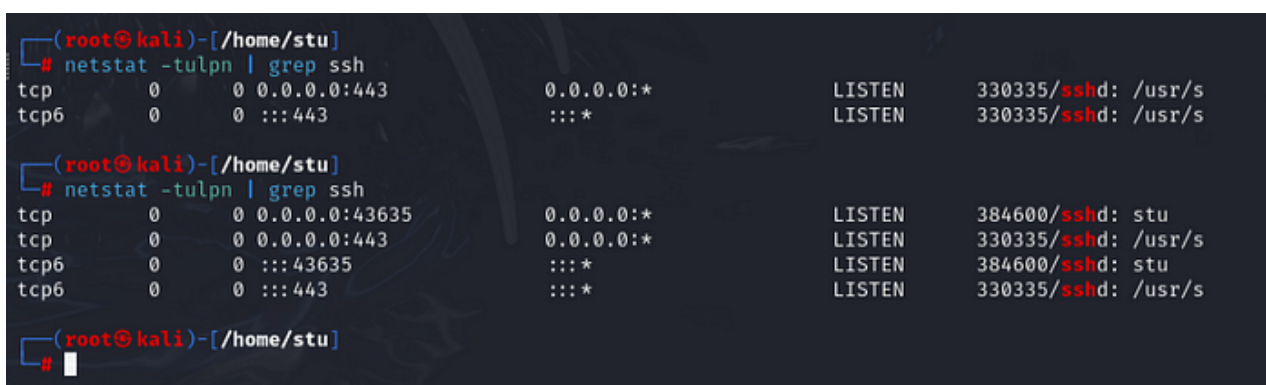 ┌──(root㉿kali)-[/home/stu]
└─# netstat -tulpn | grep ssh
tcp        0      0 0.0.0.0:443             0.0.0.0:*               LISTEN      330335/sshd: /usr/s
tcp6       0      0 :::443                  :::*                    LISTEN      330335/sshd: /usr/s
┌──(root㉿kali)-[/home/stu]
└─# netstat -tulpn | grep ssh
tcp        0      0 0.0.0.0:43635           0.0.0.0:*               LISTEN      384600/sshd: stu
tcp        0      0 0.0.0.0:443             0.0.0.0:*               LISTEN      330335/sshd: /usr/s
tcp6       0      0 :::43635                :::*                    LISTEN      384600/sshd: stu
tcp6       0      0 :::443                  :::*                    LISTEN      330335/sshd: /usr/s
┌──(root㉿kali)-[/home/stu]
└─#